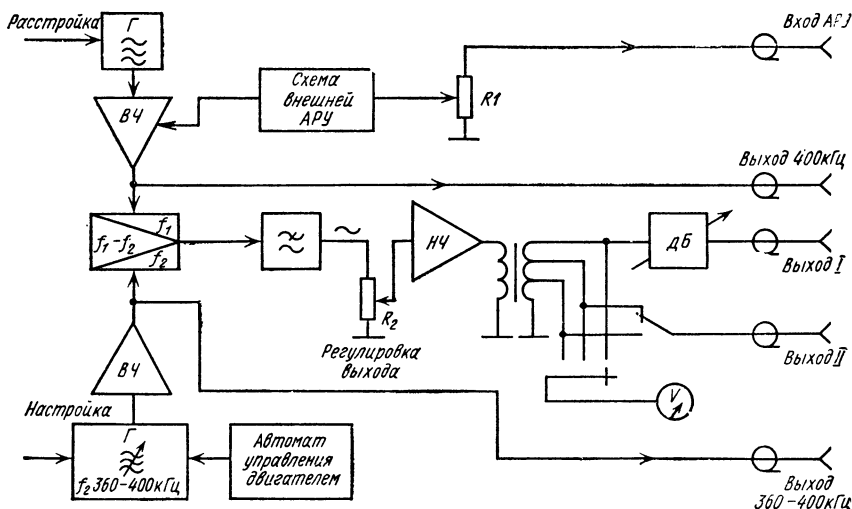 Расстройка
Г
Вход АРУ
ВЧ
Схема
внешней
АРУ
R1
Выход 400кГц
f1
f1-f2
f2
НЧ
дБ
Выход I
R2
Регулировка
выхода
Выход II
ВЧ
V
Настройка
Г
f2 360-400кГц
Автомат
управления
двигателем
Выход
360-400кГц